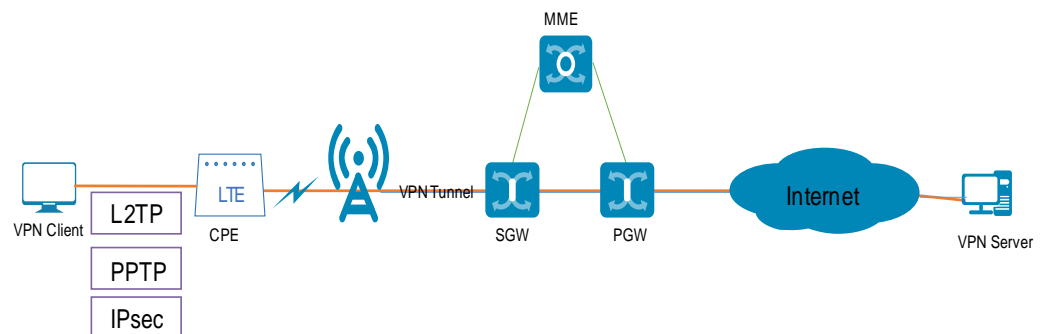 MME
LTE
VPN Tunnel
Internet
VPN Client
L2TP
CPE
SGW
PGW
VPN Server
PPTP
IPsec